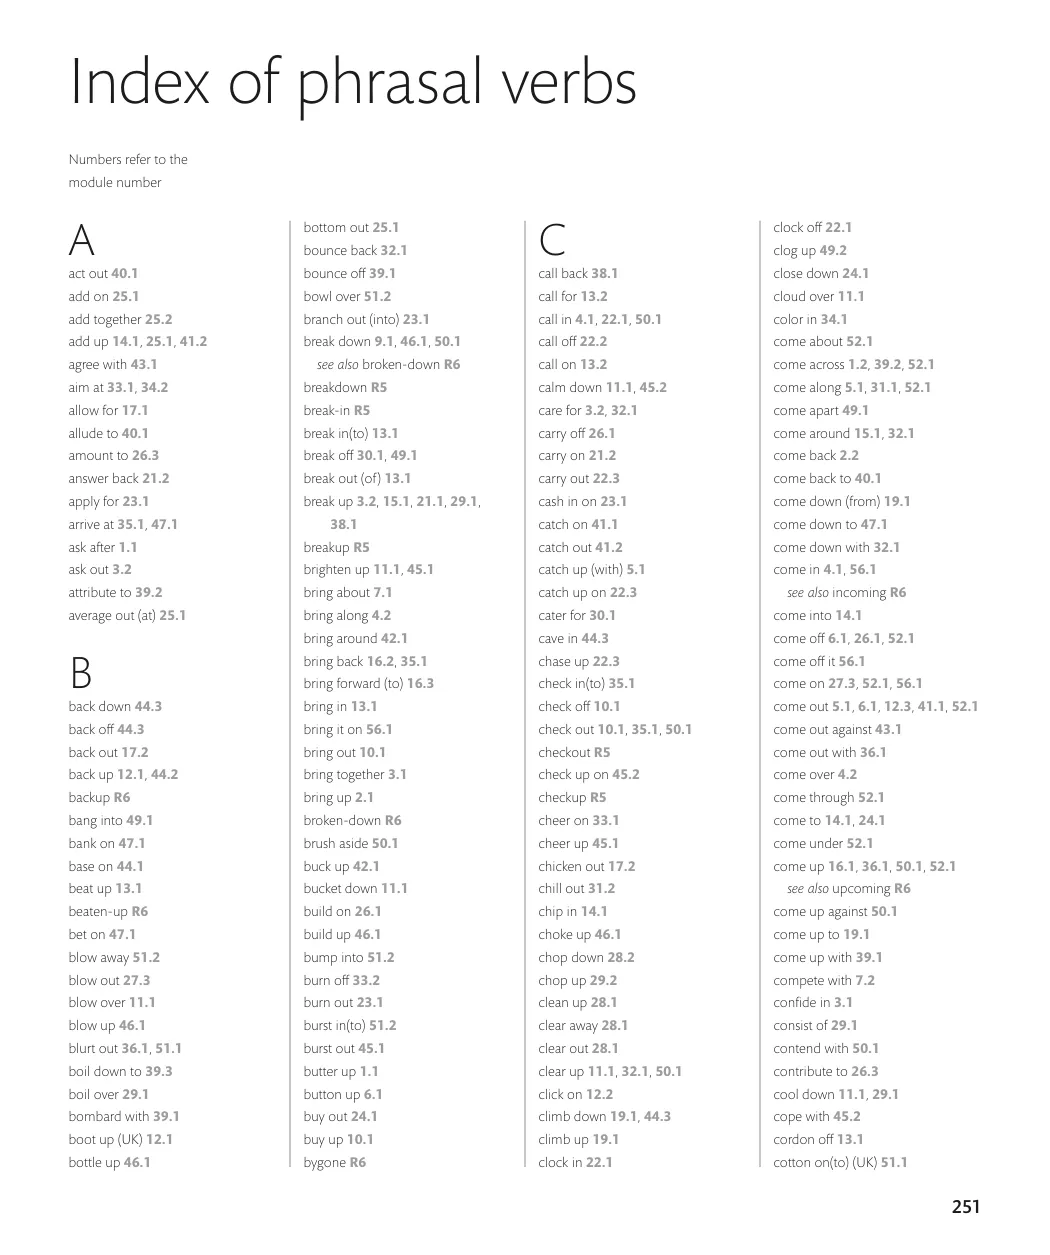 Index of phrasal verbs
Numbers refer to the
module number
A
act out 40.1
add on 25.1
add together 25.2
add up 14.1, 25.1, 41.2
agree with 43.1
aim at 33.1, 34.2
allow for 17.1
allude to 40.1
amount to 26.3
answer back 21.2
apply for 23.1
arrive at 35.1, 47.1
ask after 1.1
ask out 3.2
attribute to 39.2
average out (at) 25.1
B
back down 44.3
back off 44.3
back out 17.2
back up 12.1, 44.2
backup R6
bang into 49.1
bank on 47.1
base on 44.1
beat up 13.1
beaten-up R6
bet on 47.1
blow away 51.2
blow out 27.3
blow over 11.1
blow up 46.1
blurt out 36.1, 51.1
boil down to 39.3
boil over 29.1
bombard with 39.1
boot up (UK) 12.1
bottle up 46.1
bottom out 25.1
bounce back 32.1
bounce off 39.1
bowl over 51.2
branch out (into) 23.1
break down 9.1, 46.1, 50.1
see also broken-down R6
breakdown R5
break-in R5
break in(to) 13.1
break off 30.1, 49.1
break out (of) 13.1
break up 3.2, 15.1, 21.1, 29.1,
38.1
breakup R5
brighten up 11.1, 45.1
bring about 7.1
bring along 4.2
bring around 42.1
bring back 16.2, 35.1
bring forward (to) 16.3
bring in 13.1
bring it on 56.1
bring out 10.1
bring together 3.1
bring up 2.1
broken-down R6
brush aside 50.1
buck up 42.1
bucket down 11.1
build on 26.1
build up 46.1
bump into 51.2
burn off 33.2
burn out 23.1
burst in(to) 51.2
burst out 45.1
butter up 1.1
button up 6.1
buy out 24.1
buy up 10.1
bygone R6
C
call back 38.1
call for 13.2
call in 4.1, 22.1, 50.1
call off 22.2
call on 13.2
calm down 11.1, 45.2
care for 3.2, 32.1
carry off 26.1
carry on 21.2
carry out 22.3
cash in on 23.1
catch on 41.1
catch out 41.2
catch up (with) 5.1
catch up on 22.3
cater for 30.1
cave in 44.3
chase up 22.3
check in(to) 35.1
check off 10.1
check out 10.1, 35.1, 50.1
checkout R5
check up on 45.2
checkup R5
cheer on 33.1
cheer up 45.1
chicken out 17.2
chill out 31.2
chip in 14.1
choke up 46.1
chop down 28.2
chop up 29.2
clean up 28.1
clear away 28.1
clear out 28.1
clear up 11.1, 32.1, 50.1
click on 12.2
climb down 19.1, 44.3
climb up 19.1
clock in 22.1
clock off 22.1
clog up 49.2
close down 24.1
cloud over 11.1
color in 34.1
come about 52.1
come across 1.2, 39.2, 52.1
come along 5.1, 31.1, 52.1
come apart 49.1
come around 15.1, 32.1
come back 2.2
come back to 40.1
come down (from) 19.1
come down to 47.1
come down with 32.1
come in 4.1, 56.1
see also incoming R6
come into 14.1
come off 6.1, 26.1, 52.1
come off it 56.1
come on 27.3, 52.1, 56.1
come out 5.1, 6.1, 12.3, 41.1, 52.1
come out against 43.1
come out with 36.1
come over 4.2
come through 52.1
come to 14.1, 24.1
come under 52.1
come up 16.1, 36.1, 50.1, 52.1
see also upcoming R6
come up against 50.1
come up to 19.1
come up with 39.1
compete with 7.2
confide in 3.1
consist of 29.1
contend with 50.1
contribute to 26.3
cool down 11.1, 29.1
cope with 45.2
cordon off 13.1
cotton on(to) (UK) 51.1
251